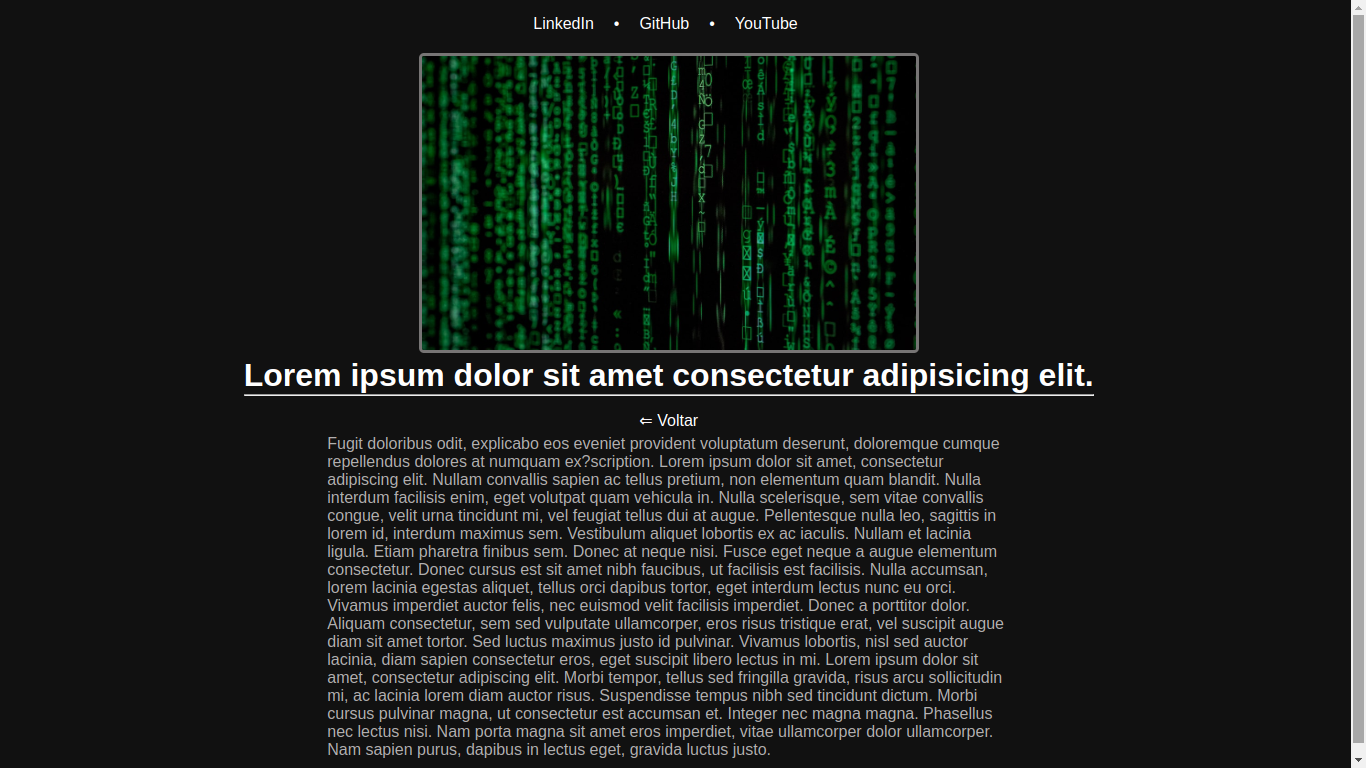 LinkedIn • GitHub • YouTube
Lorem ipsum dolor sit amet consectetur adipisicing elit.
⇐ Voltar
Fugit doloribus odit, explicabo eos eveniet provident voluptatum deserunt, doloremque cumque
repellendus dolores at numquam ex?scription. Lorem ipsum dolor sit amet, consectetur
adipiscing elit. Nullam convallis sapien ac tellus pretium, non elementum quam blandit. Nulla
interdum facilisis enim, eget volutpat quam vehicula in. Nulla scelerisque, sem vitae convallis
congue, velit urna tincidunt mi, vel feugiat tellus dui at augue. Pellentesque nulla leo, sagittis in
lorem id, interdum maximus sem. Vestibulum aliquet lobortis ex ac iaculis. Nullam et lacinia
ligula. Etiam pharetra finibus sem. Donec at neque nisi. Fusce eget neque a augue elementum
consectetur. Donec cursus est sit amet nibh faucibus, ut facilisis est facilisis. Nulla accumsan,
lorem lacinia egestas aliquet, tellus orci dapibus tortor, eget interdum lectus nunc eu orci.
Vivamus imperdiet auctor felis, nec euismod velit facilisis imperdiet. Donec a porttitor dolor.
Aliquam consectetur, sem sed vulputate ullamcorper, eros risus tristique erat, vel suscipit augue
diam sit amet tortor. Sed luctus maximus justo id pulvinar. Vivamus lobortis, nisl sed auctor
lacinia, diam sapien consectetur eros, eget suscipit libero lectus in mi. Lorem ipsum dolor sit
amet, consectetur adipiscing elit. Morbi tempor, tellus sed fringilla gravida, risus arcu sollicitudin
mi, ac lacinia lorem diam auctor risus. Suspendisse tempus nibh sed tincidunt dictum. Morbi
cursus pulvinar magna, ut consectetur est accumsan et. Integer nec magna magna. Phasellus
nec lectus nisi. Nam porta magna sit amet eros imperdiet, vitae ullamcorper dolor ullamcorper.
Nam sapien purus, dapibus in lectus eget, gravida luctus justo.